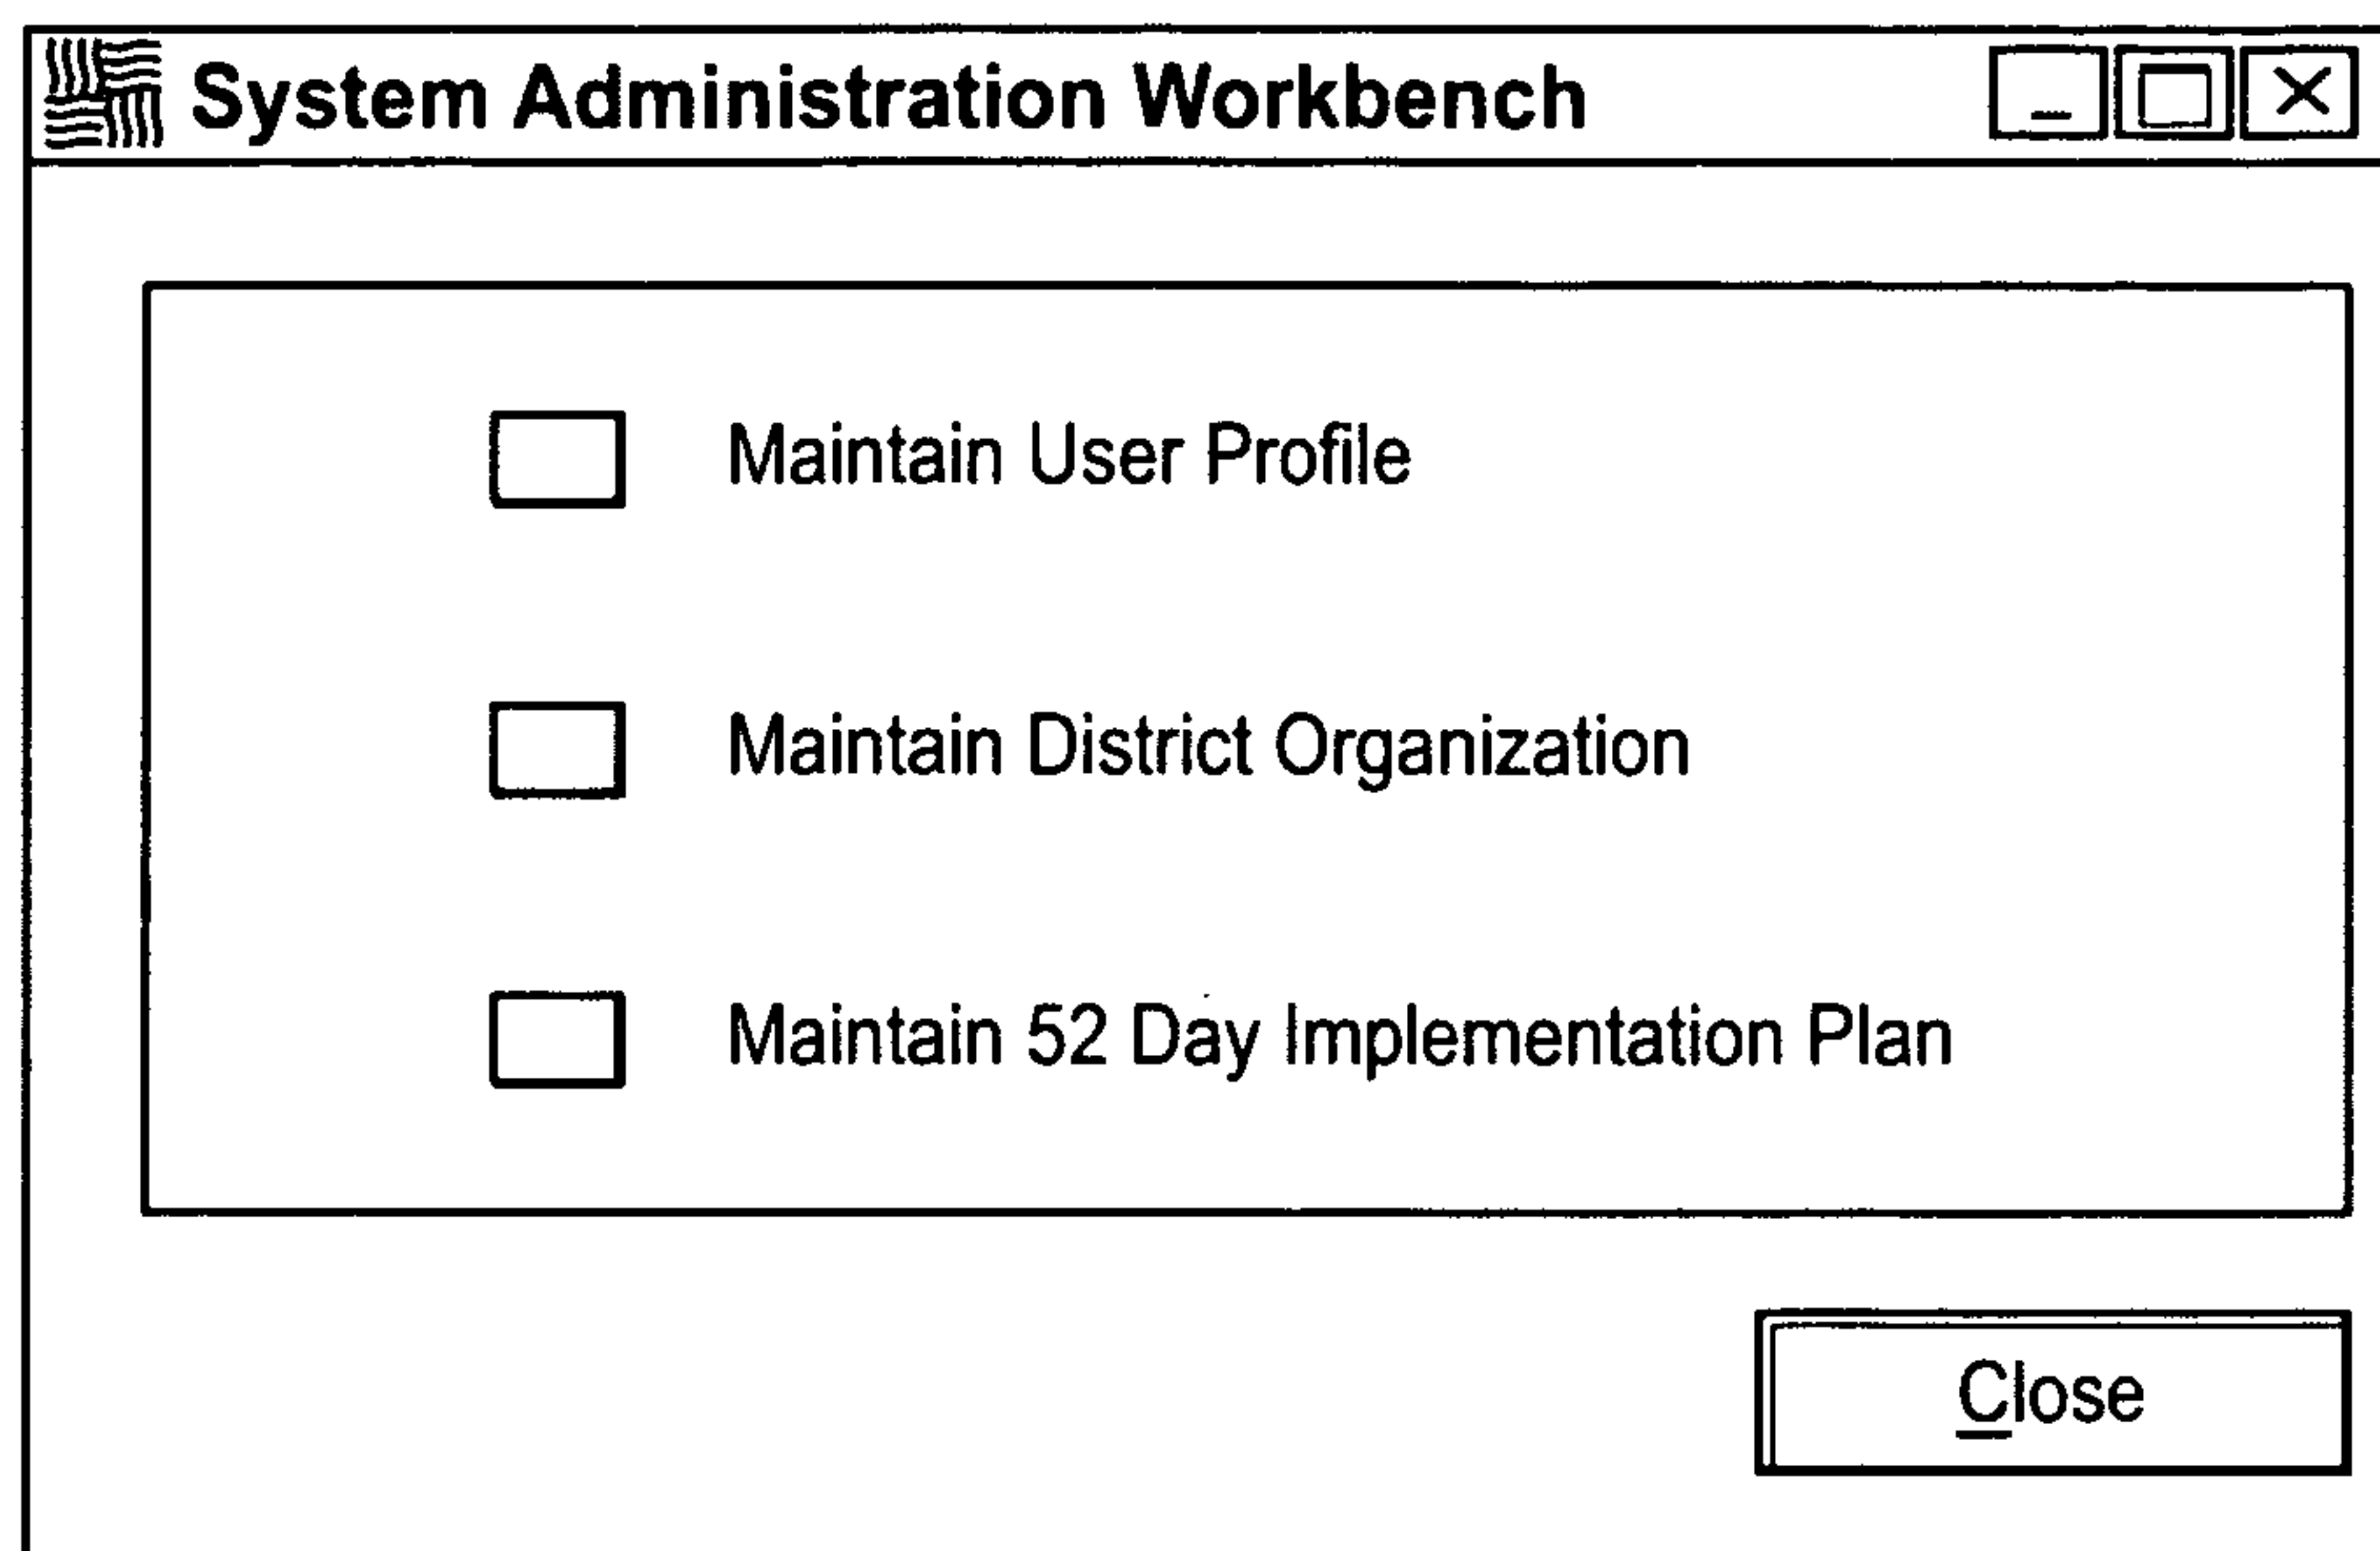 System Administration Workbench
Maintain User Profile
Maintain District Organization
Maintain 52 Day Implementation Plan
Close